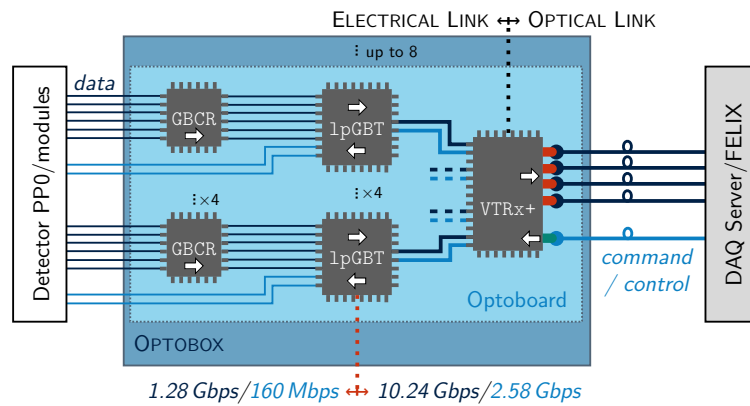 ELECTRICAL LINK ↔ OPTICAL LINK
⋮ up to 8
data
GBCR
lpGBT
Detector PP0/modules
⋮ ×4
⋮ ×4
VTRx+
DAQ Server/FELIX
GBCR
lpGBT
command
/ control
Optoboard
OPTOBOX
1.28 Gbps/160 Mbps ↔ 10.24 Gbps/2.58 Gbps